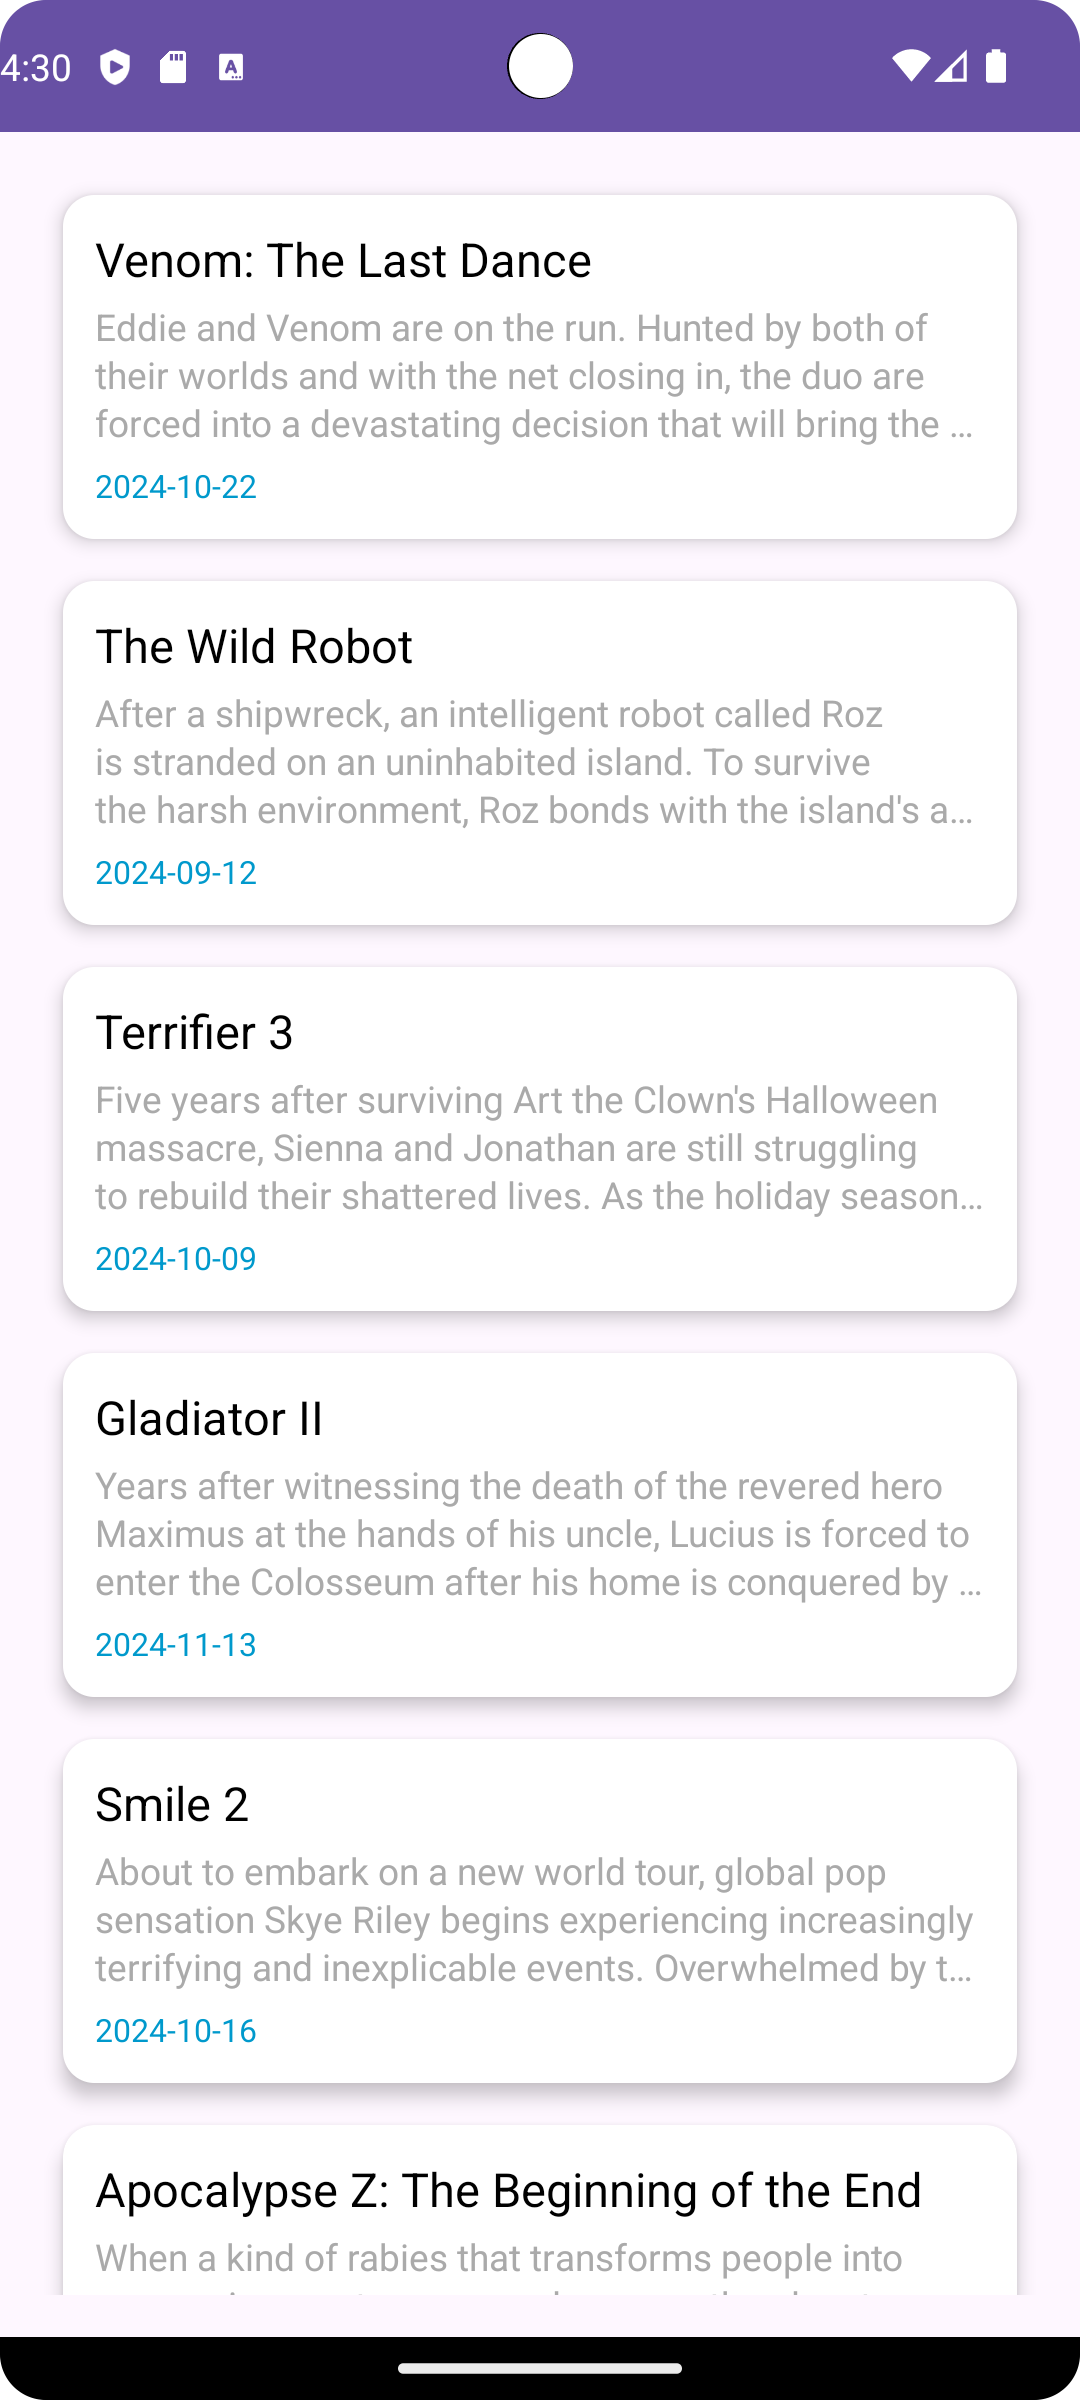 4:30
Venom: The Last Dance
Eddie and Venom are on the run. Hunted by both of
their worlds and with the net closing in, the duo are
forced into a devastating decision that will bring the …
2024-10-22
The Wild Robot
After a shipwreck, an intelligent robot called Roz
is stranded on an uninhabited island. To survive
the harsh environment, Roz bonds with the island's a…
2024-09-12
Terrifier 3
Five years after surviving Art the Clown's Halloween
massacre, Sienna and Jonathan are still struggling
to rebuild their shattered lives. As the holiday season…
2024-10-09
Gladiator II
Years after witnessing the death of the revered hero
Maximus at the hands of his uncle, Lucius is forced to
enter the Colosseum after his home is conquered by …
2024-11-13
Smile 2
About to embark on a new world tour, global pop
sensation Skye Riley begins experiencing increasingly
terrifying and inexplicable events. Overwhelmed by t…
2024-10-16
Apocalypse Z: The Beginning of the End
When a kind of rabies that transforms people into